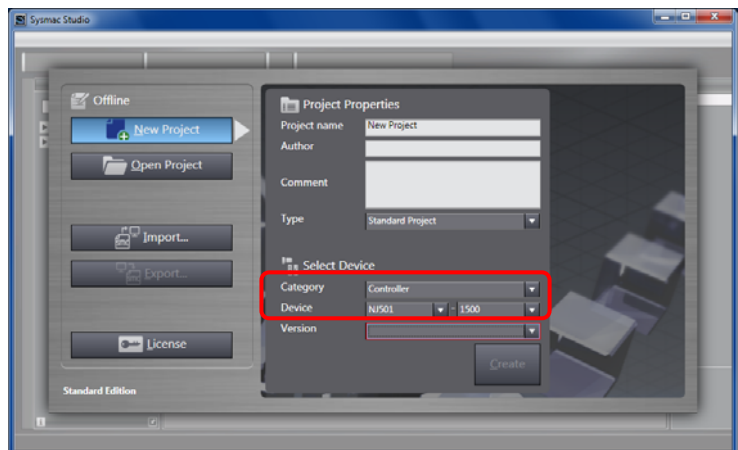 Sysmac Studio
Offline
New Project
Open Project
Import...
Export...
License
Standard Edition
Project Properties
Project name New Project
Author
Comment
Type Standard Project
Select Device
Category Controller
Device NJ501 - 1500
Version
Create